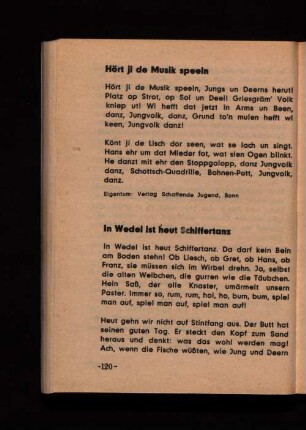 Hört ji de Musik speeln
Hört ji de Musik speeln, Jungs un Deerns herut!
Platz op Strot, op Sol un Deel! Griesgräm' Volk
kniep ut! Wi hefft dat jetzt in Arms un Been,
danz, Jungvolk, danz, Grund to'n mulen hefft wi
keen, Jungvolk danz!
Könt ji de Lisch dor seen, wat se lach un singt.
Hans ehr um dat Mieder fot, wat sien Ogen blinkt.
He danzt mit ehr den Stoppgalopp, danz Jungvolk
danz, Schottsch-Quadrille, Bohnen-Pott, Jungvolk,
danz.
Eigentum: Verlag Schaffende Jugend, Bonn
In Wedel ist heut Schiffertanz
In Wedel ist heut Schiffertanz. Da darf kein Bein
am Boden stehn! Ob Liesch, ob Gret, ob Hans, ob
Franz, sie müssen sich im Wirbel drehn. Ja, selbst
die alten Weibchen, die gurren wie die Täubchen.
Hein Saß, der alle Knaster, umärmelt unsern
Paster. Immer so, rum, rum, hol, ho, bum, bum, spiel
man auf, spiel man auf, spiel man auf!
Heut gehn wir nicht auf Stintfang aus. Der Butt hat
seinen guten Tag. Er steckt den Kopf zum Sand
heraus und denkt: was das wohl werden mag!
Ach, wenn die Fische wüßten, wie Jung und Deern
-120-